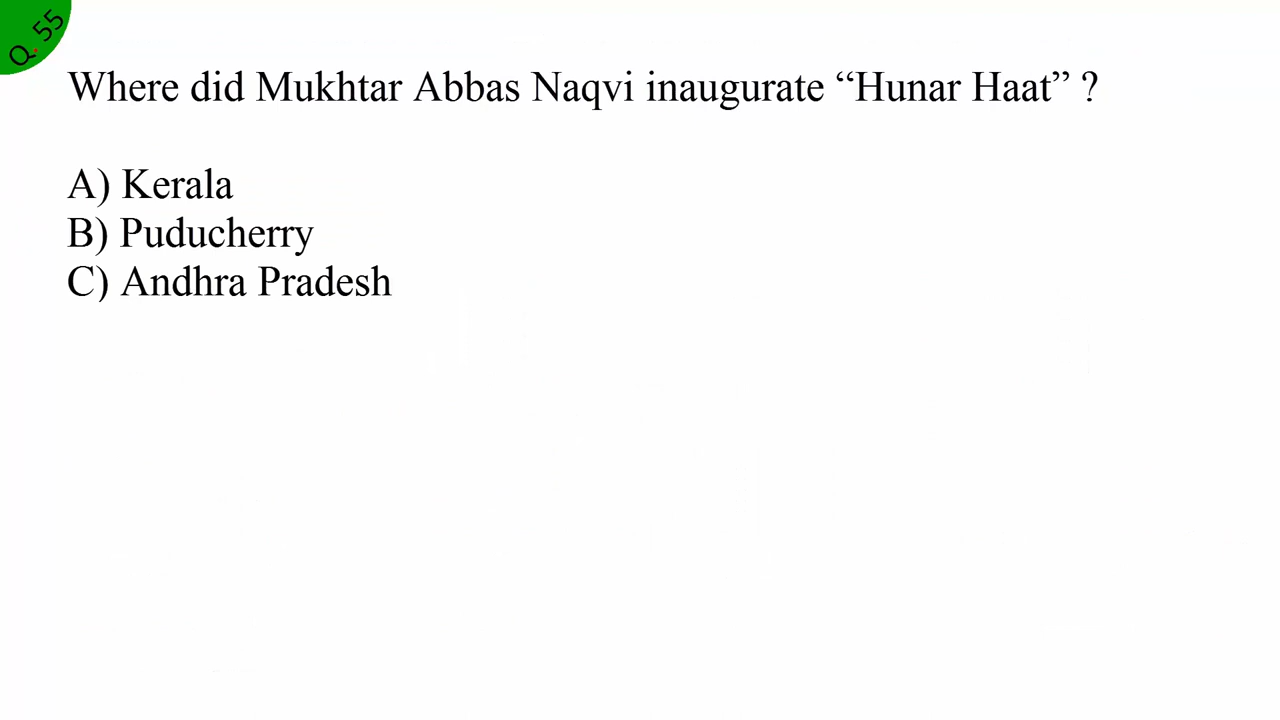 Q. 55
Where did Mukhtar Abbas Naqvi inaugurate “Hunar Haat” ?
A) Kerala
B) Puducherry
C) Andhra Pradesh